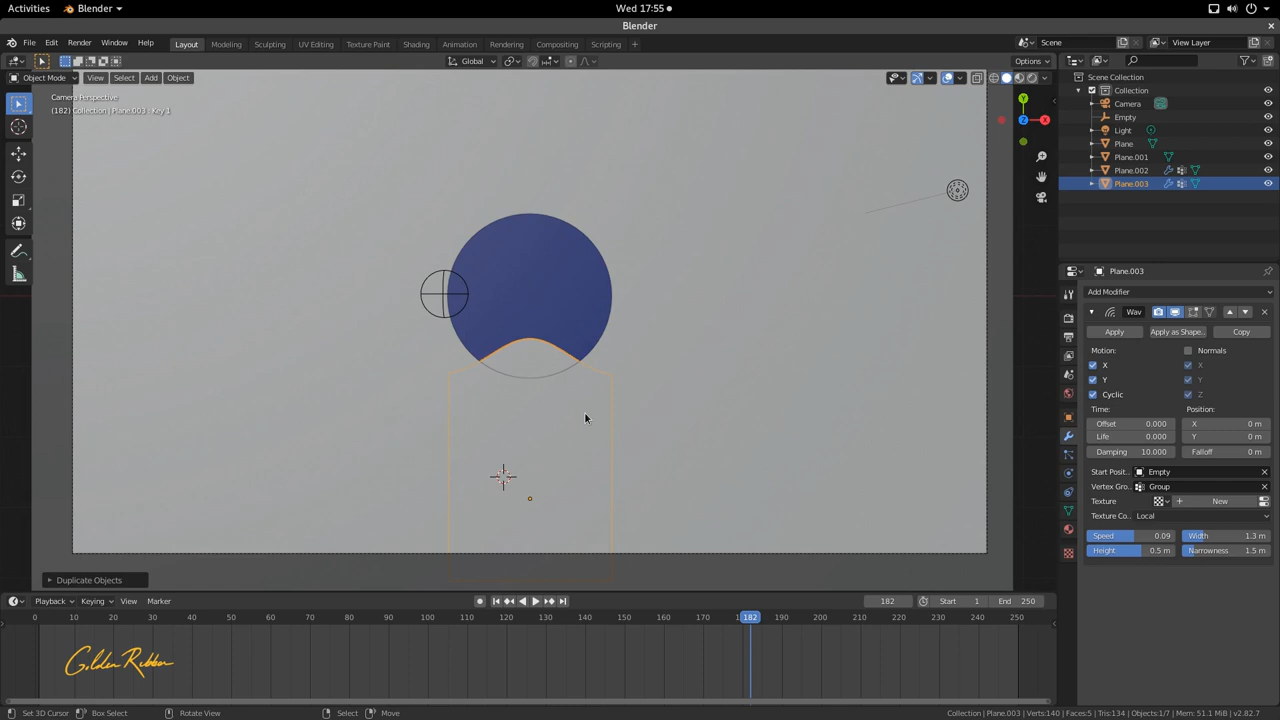 Activities Blender Wed 17:55
Blender
File Edit Render Window Help Layout Modeling Sculpting UV Editing Texture Paint Shading Animation Rendering Compositing Scripting + Scene View Layer
Global Options
Object Mode View Select Add Object
Camera Perspective
(182) Collection | Plane.003 : Key 1
Y
Z X
Scene Collection
Collection
Camera
Empty
Light
Plane
Plane.001
Plane.002
Plane.003
Plane.003
Add Modifier
Wav
Apply Apply as Shape.. Copy
Motion: Normals
X X
Y Y
Cyclic Z
Time: Position:
Offset 0.000 X 0 m
Life 0.000 Y 0 m
Damping 10.000 Falloff 0 m
Start Posit.. Empty
Vertex Gro.. Group
Texture New
Texture Co.. Local
Speed 0.09 Width 1.3 m
Height 0.5 m Narrowness 1.5 m
Duplicate Objects
Playback Keying View Marker 182 Start 1 End 250
0 10 20 30 40 50 60 70 80 90 100 110 120 130 140 150 160 170 182 190 200 210 220 230 240 250
Golden Ribbon
Set 3D Cursor Box Select Rotate View Select Move Collection | Plane.003 | Verts:140 | Faces:5 | Tris:134 | Objects:1/7 | Mem: 51.1 MiB | v2.82.7